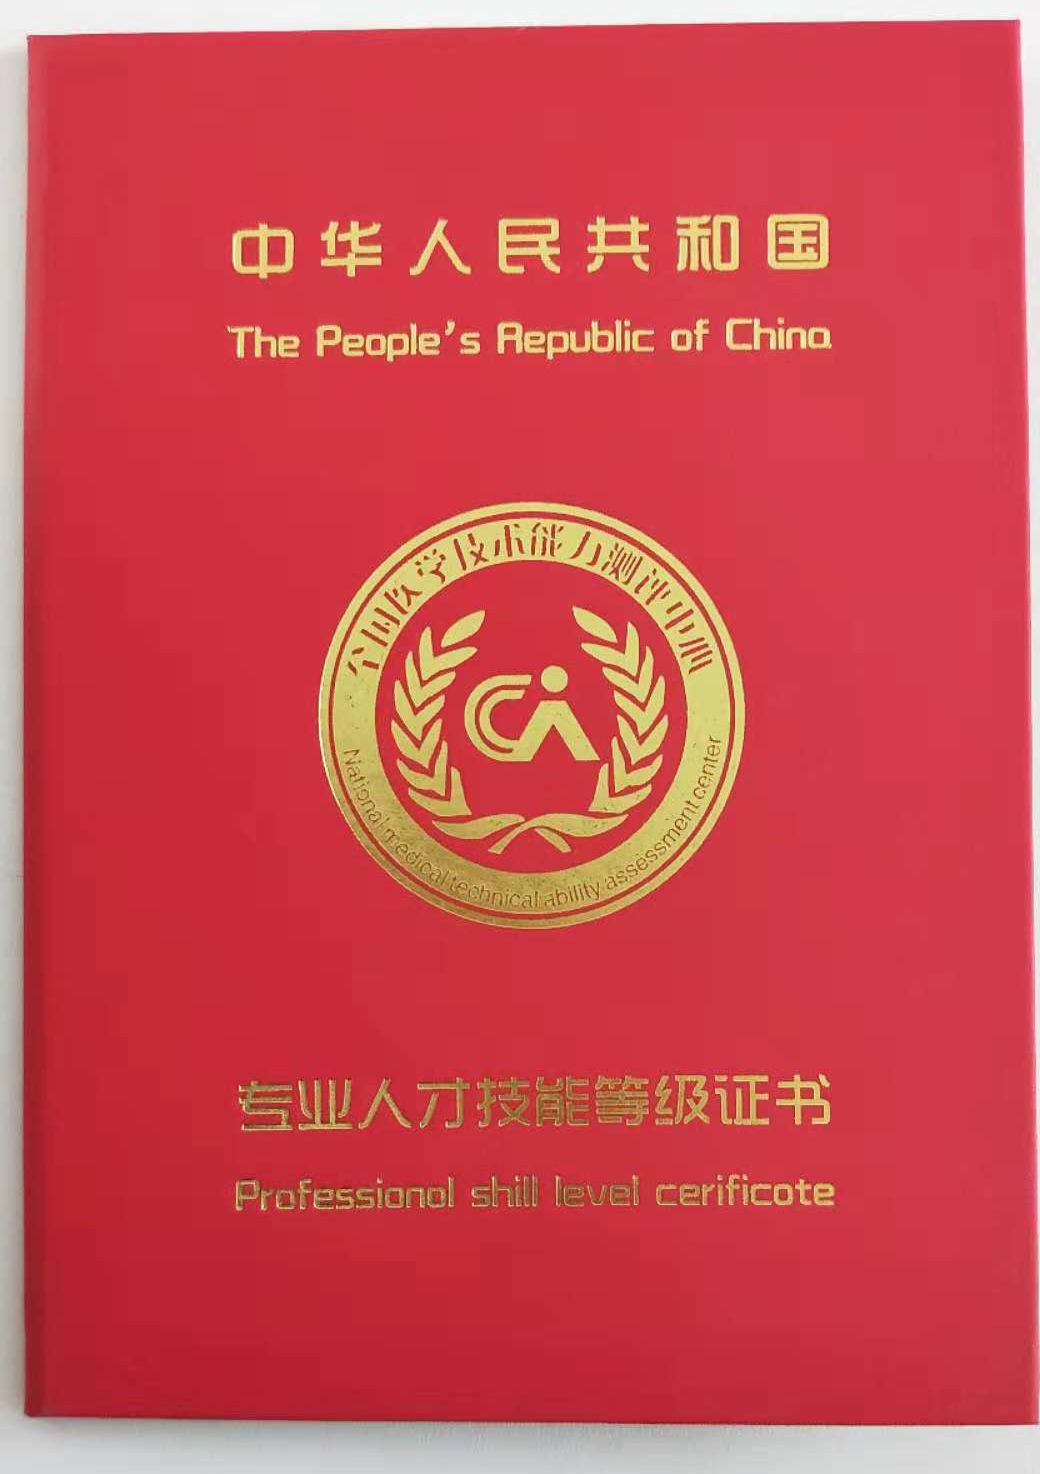 中华人民共和国
The People's Republic of China
全国医学技术能力测评中心
National medical technical ability assessment center
专业人才技能等级证书
Professional shill level cerificote